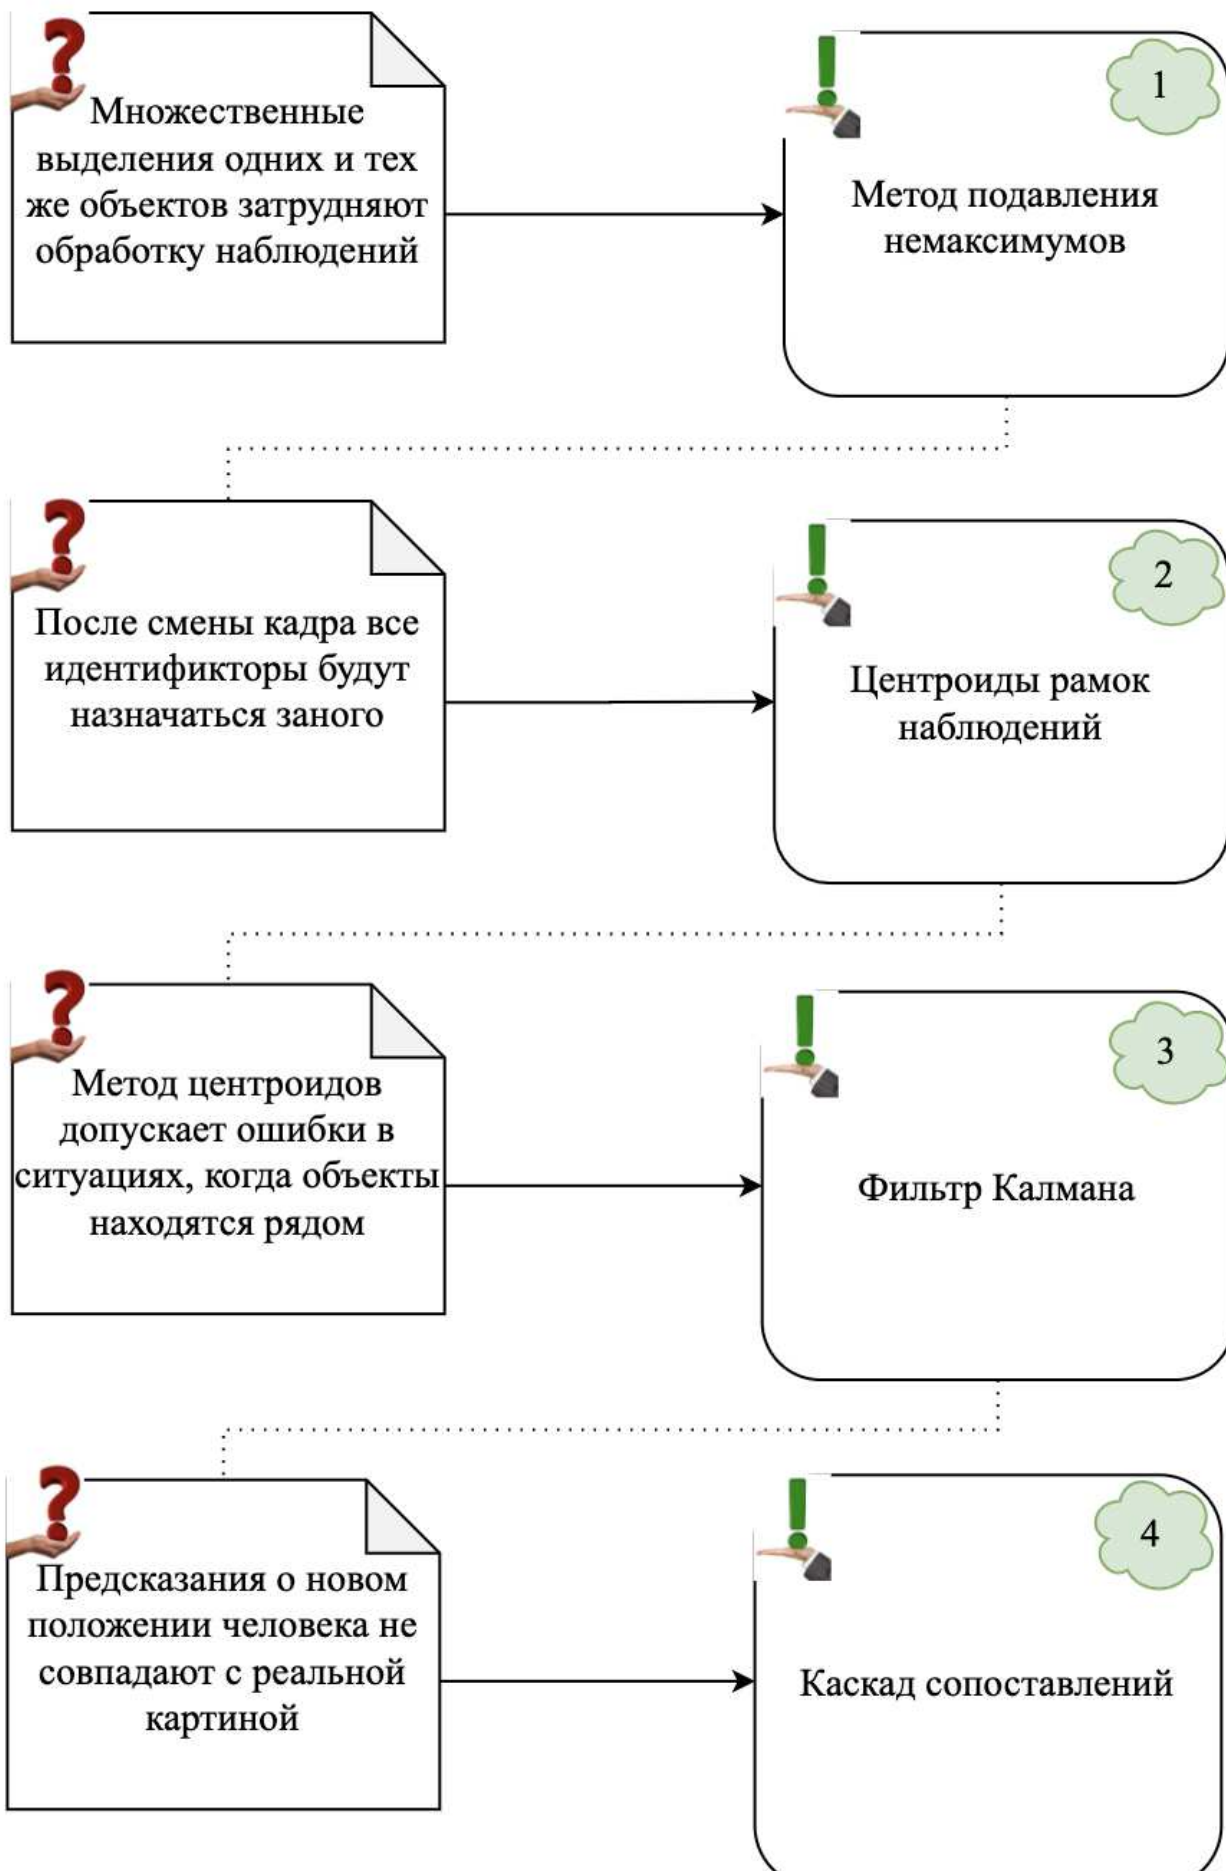 Множественные
выделения одних и тех
же объектов затрудняют
обработку наблюдений
1
Метод подавления
немаксимумов
После смены кадра все
идентификторы будут
назначаться заного
2
Центроиды рамок
наблюдений
Метод центроидов
допускает ошибки в
ситуациях, когда объекты
находятся рядом
3
Фильтр Калмана
Предсказания о новом
положении человека не
совпадают с реальной
картиной
4
Каскад сопоставлений